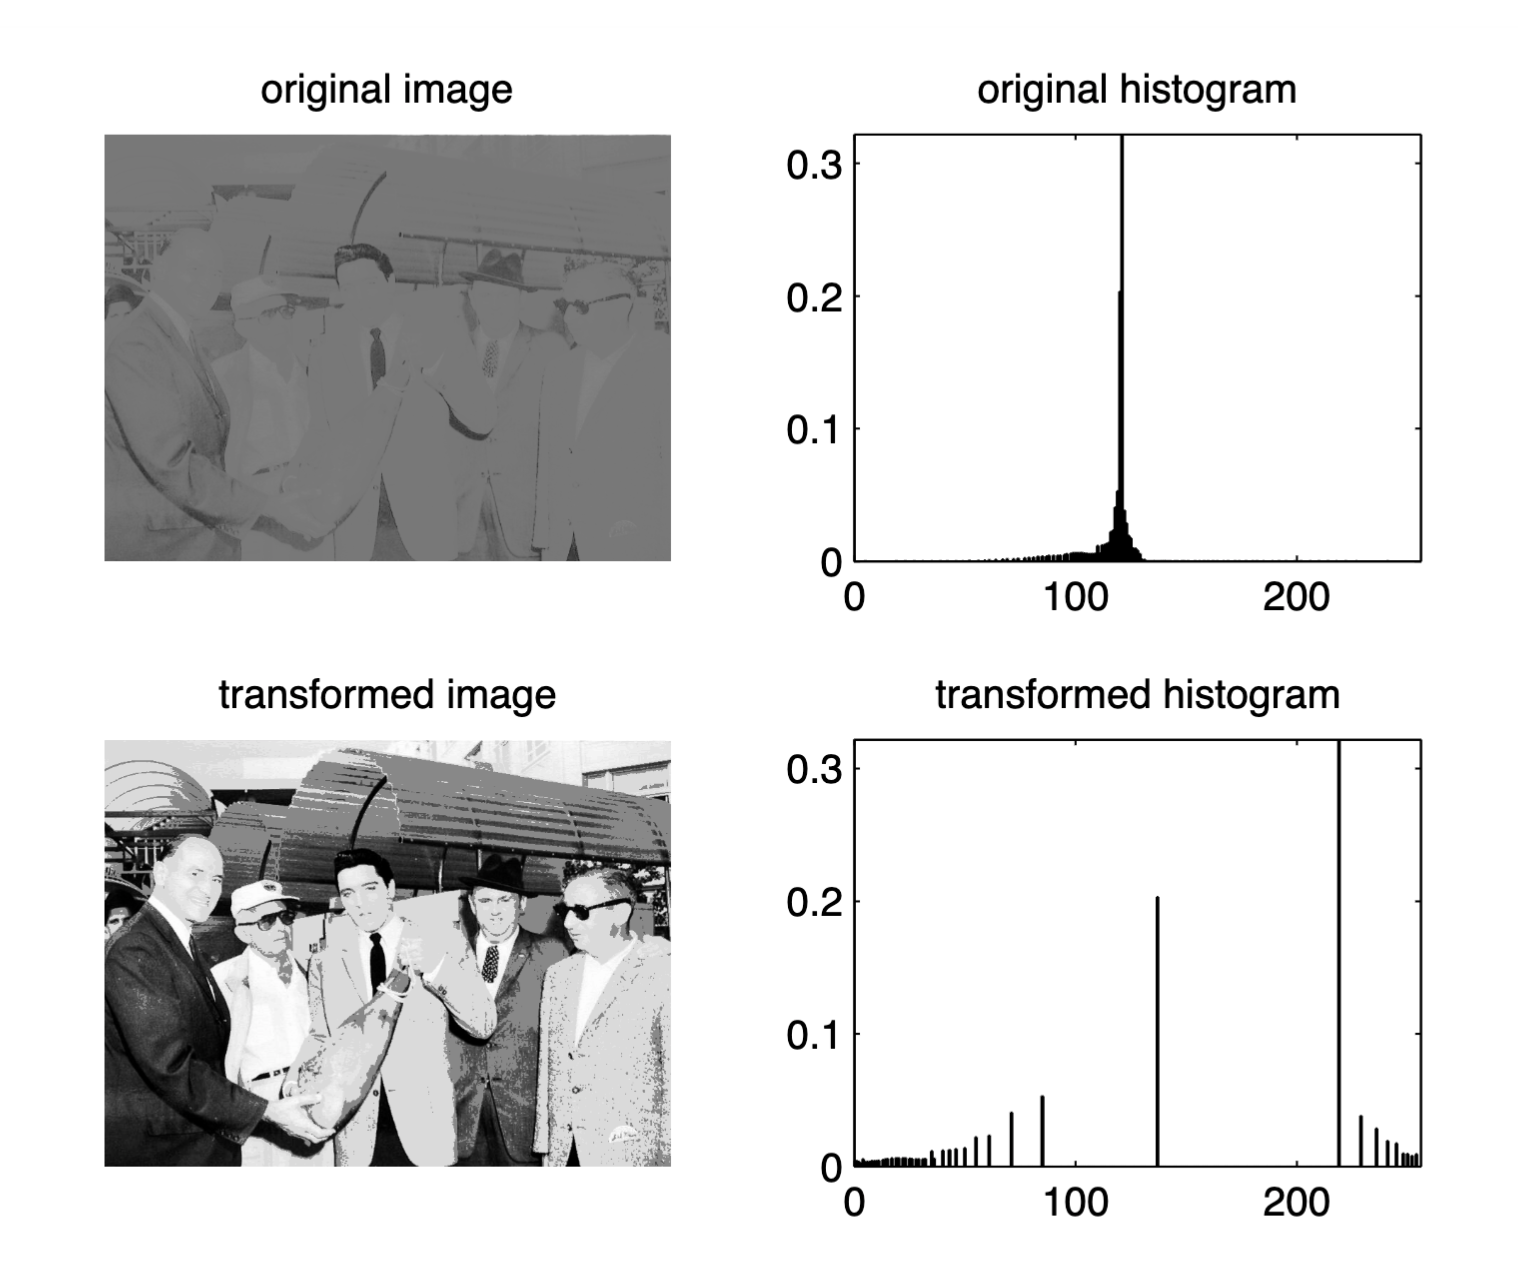 original image
original histogram
0.3
0.2
0.1
0
0 100 200
transformed image
transformed histogram
0.3
0.2
0.1
0
0 100 200